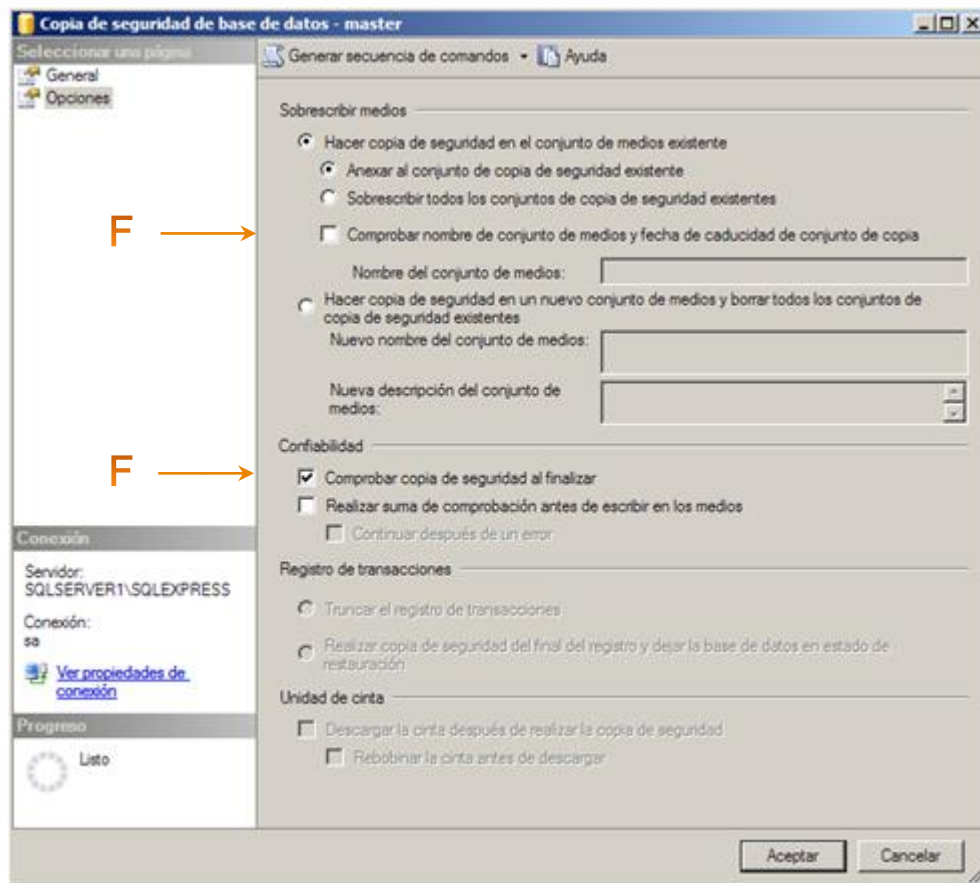 Copia de seguridad de base de datos - master
Seleccionar una página
General
Opciones
Generar secuencia de comandos
Ayuda
Sobrescribir medios
Hacer copia de seguridad en el conjunto de medios existente
Anexar al conjunto de copia de seguridad existente
Sobrescribir todos los conjuntos de copia de seguridad existentes
F
Comprobar nombre de conjunto de medios y fecha de caducidad de conjunto de copia
Nombre del conjunto de medios:
Hacer copia de seguridad en un nuevo conjunto de medios y borrar todos los conjuntos de
copia de seguridad existentes
Nuevo nombre del conjunto de medios:
Nueva descripción del conjunto de
medios:
Confiabilidad
F
Comprobar copia de seguridad al finalizar
Realizar suma de comprobación antes de escribir en los medios
Continuar después de un error
Registro de transacciones
Truncar el registro de transacciones
Realizar copia de seguridad del final del registro y dejar la base de datos en estado de
restauración
Unidad de cinta
Descargar la cinta después de realizar la copia de seguridad
Rebobinar la cinta antes de descargar
Conexión
Servidor:
SQLSERVER1\SQLEXPRESS
Conexión:
sa
Ver propiedades de
conexión
Progreso
Listo
Aceptar
Cancelar